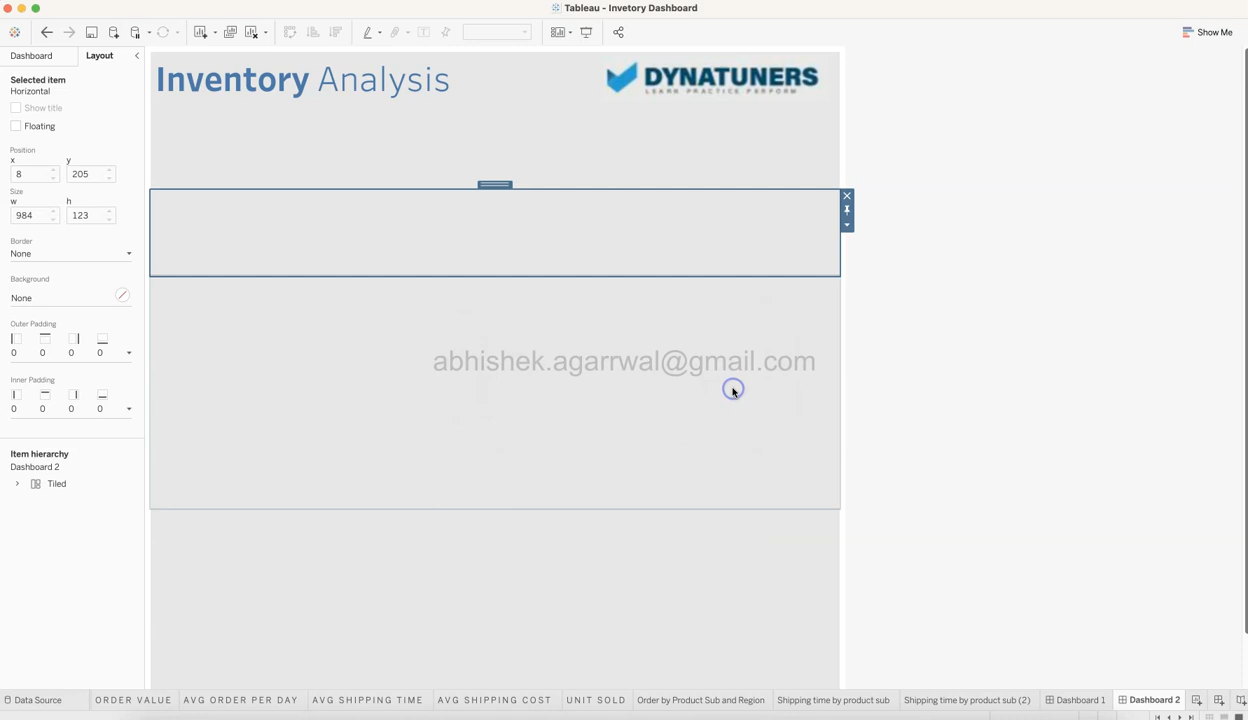 Tableau - Invetory Dashboard
Show Me
Dashboard Layout
Selected item
Horizontal
Show title
Floating
Position
x y
8 205
Size
w h
984 123
Border
None
Background
None
Outer Padding
0 0 0 0
Inner Padding
0 0 0 0
Item hierarchy
Dashboard 2
Tiled
Inventory Analysis
DYNATUNERS
LEARN PRACTICE PERFORM
abhishek.agarrwal@gmail.com
Data Source ORDER VALUE AVG ORDER PER DAY AVG SHIPPING TIME AVG SHIPPING COST UNIT SOLD Order by Product Sub and Region Shipping time by product sub Shipping time by product sub (2) Dashboard 1 Dashboard 2